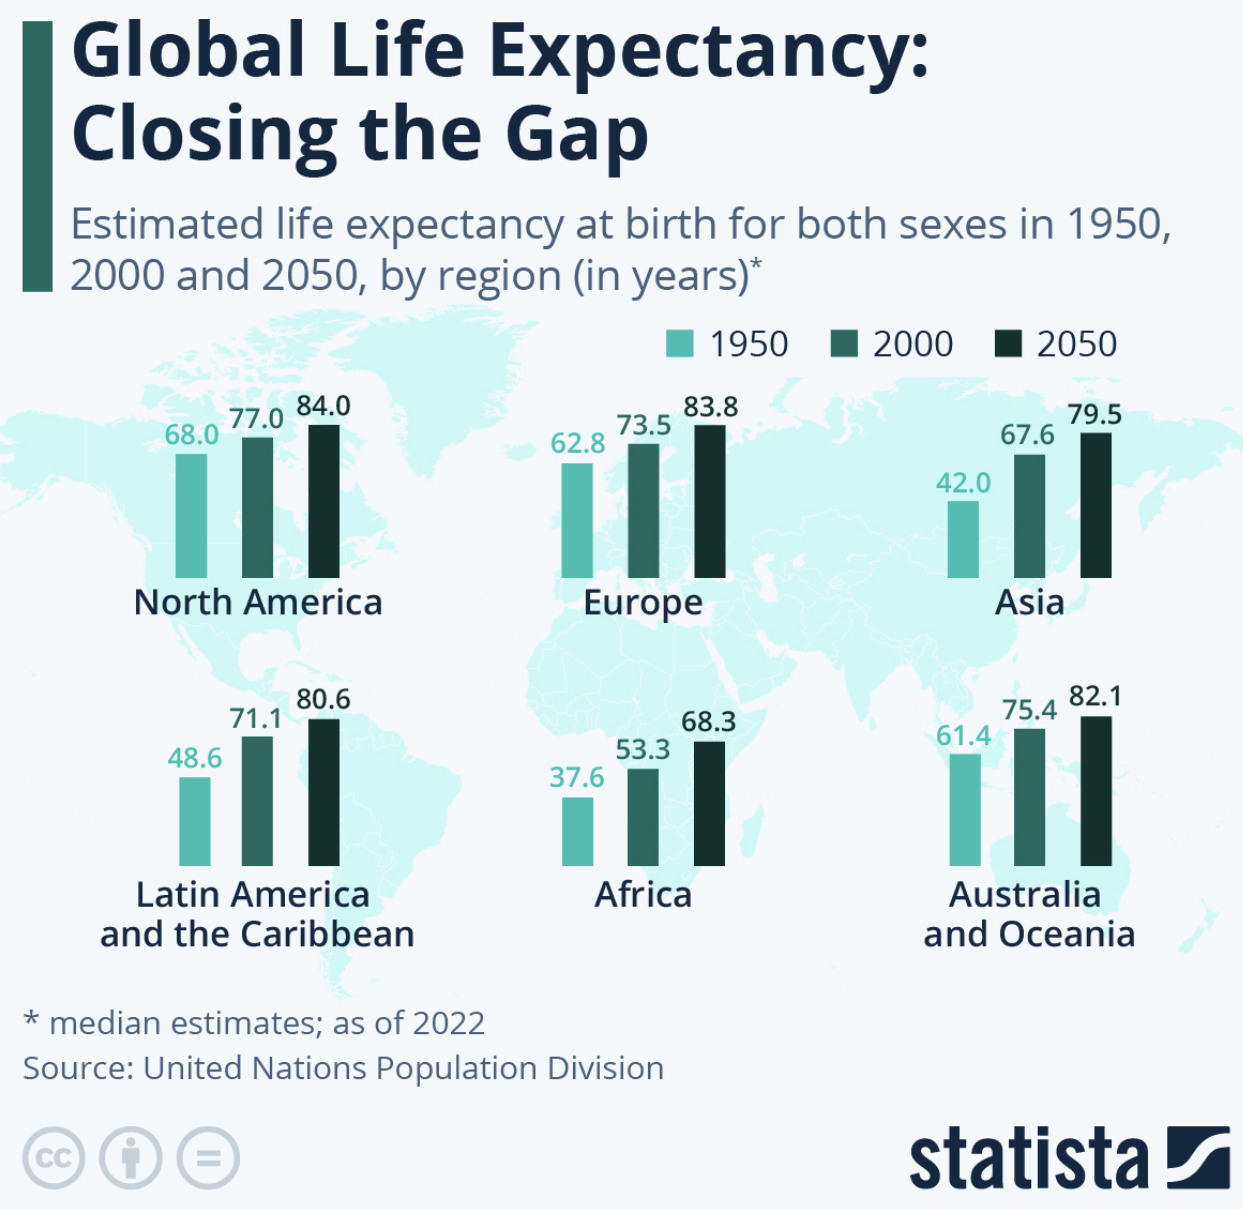 Global Life Expectancy:
Closing the Gap
Estimated life expectancy at birth for both sexes in 1950,
2000 and 2050, by region (in years)*
1950 2000 2050
68.0 77.0 84.0
North America
62.8 73.5 83.8
Europe
42.0 67.6 79.5
Asia
48.6 71.1 80.6
Latin America
and the Caribbean
37.6 53.3 68.3
Africa
61.4 75.4 82.1
Australia
and Oceania
* median estimates; as of 2022
Source: United Nations Population Division
cc
statista